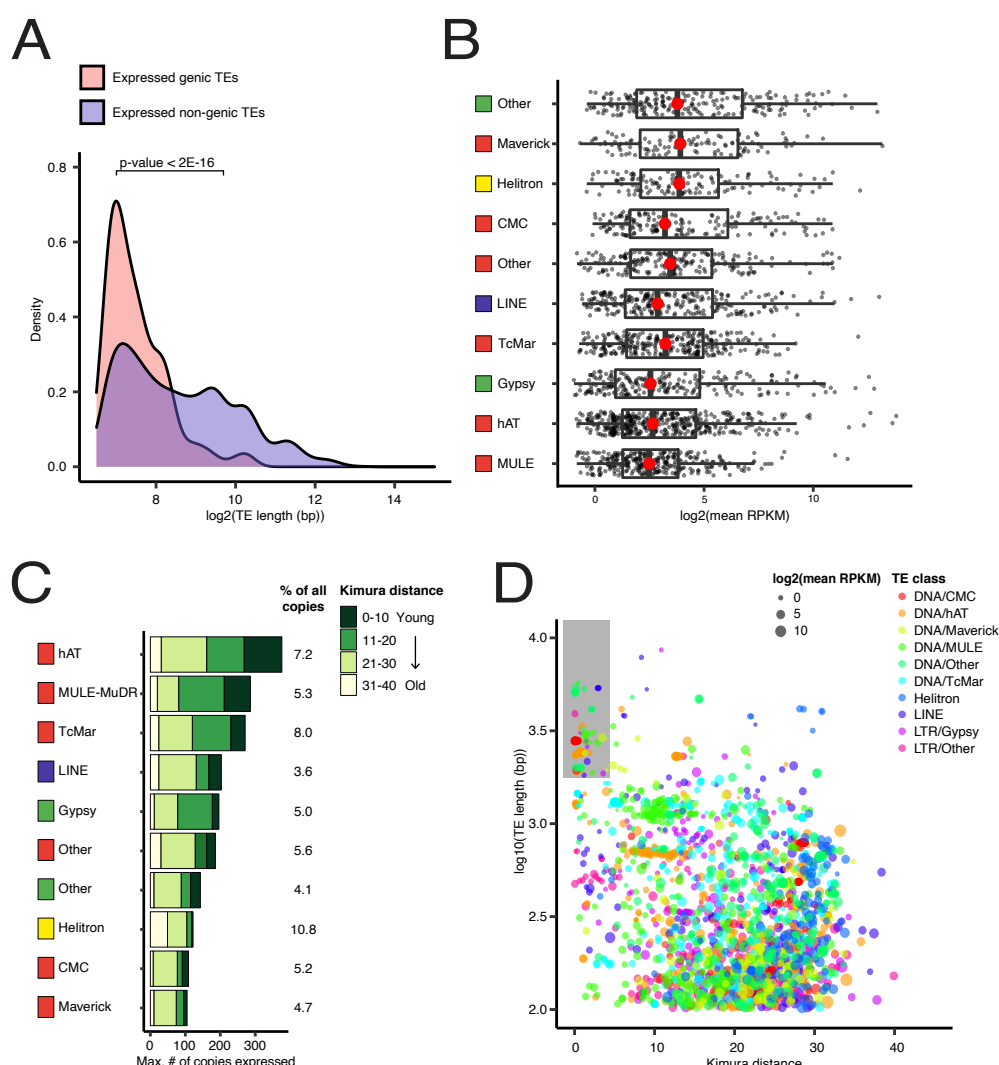 A
Expressed genic TEs
Expressed non-genic TEs
p-value < 2E-16
0.8
0.6
0.4
0.2
0.0
Density
8 10 12 14
log2(TE length (bp))
B
Other
Maverick
Helitron
CMC
Other
LINE
TcMar
Gypsy
hAT
MULE
0 5 10
log2(mean RPKM)
C
% of all
copies
Kimura distance
0-10 Young
11-20
21-30
31-40 Old
hAT 7.2
MULE-MuDR 5.3
TcMar 8.0
LINE 3.6
Gypsy 5.0
Other 5.6
Other 4.1
Helitron 10.8
CMC 5.2
Maverick 4.7
0 100 200 300
Max. # of copies expressed
D
log2(mean RPKM)
0
5
10
TE class
DNA/CMC
DNA/hAT
DNA/Maverick
DNA/MULE
DNA/Other
DNA/TcMar
Helitron
LINE
LTR/Gypsy
LTR/Other
4.0
3.5
3.0
2.5
2.0
log10(TE length (bp))
0 10 20 30 40
Kimura distance